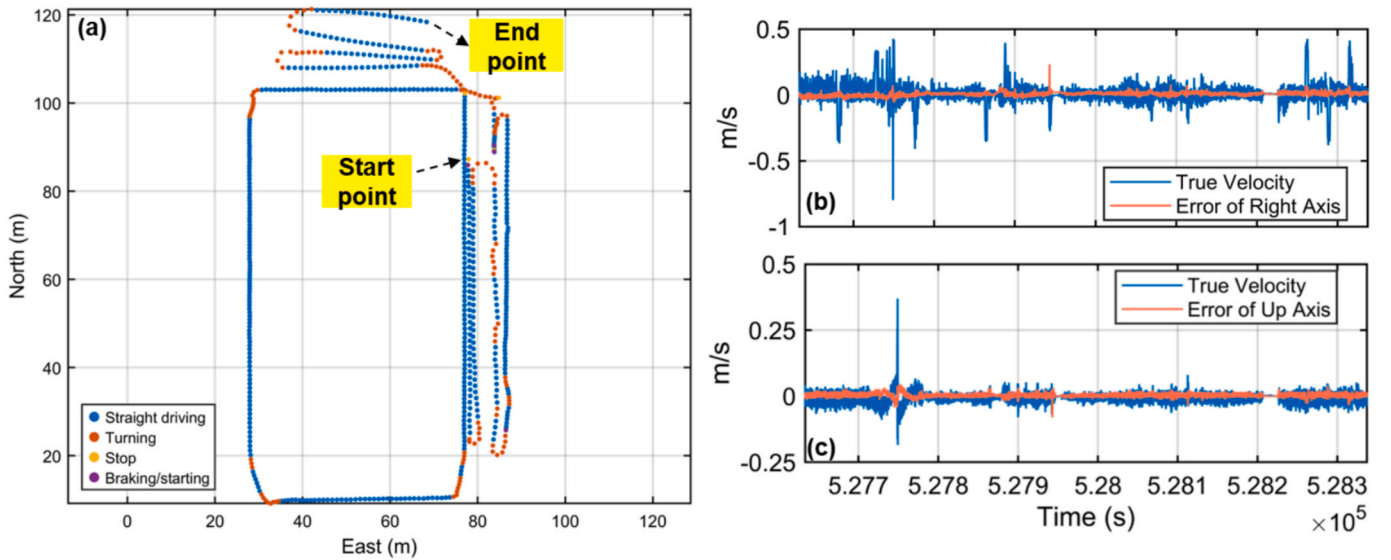 (a)
End
point
Start
point
120
100
80
60
40
20
North (m)
Straight driving
Turning
Stop
Braking/starting
0 20 40 60 80 100 120
East (m)
0.5
0
-0.5
-1
m/s
(b)
True Velocity
Error of Right Axis
0.5
0.25
0
-0.25
m/s
(c)
True Velocity
Error of Up Axis
5.277 5.278 5.279 5.28 5.281 5.282 5.283
Time (s)
×10⁵